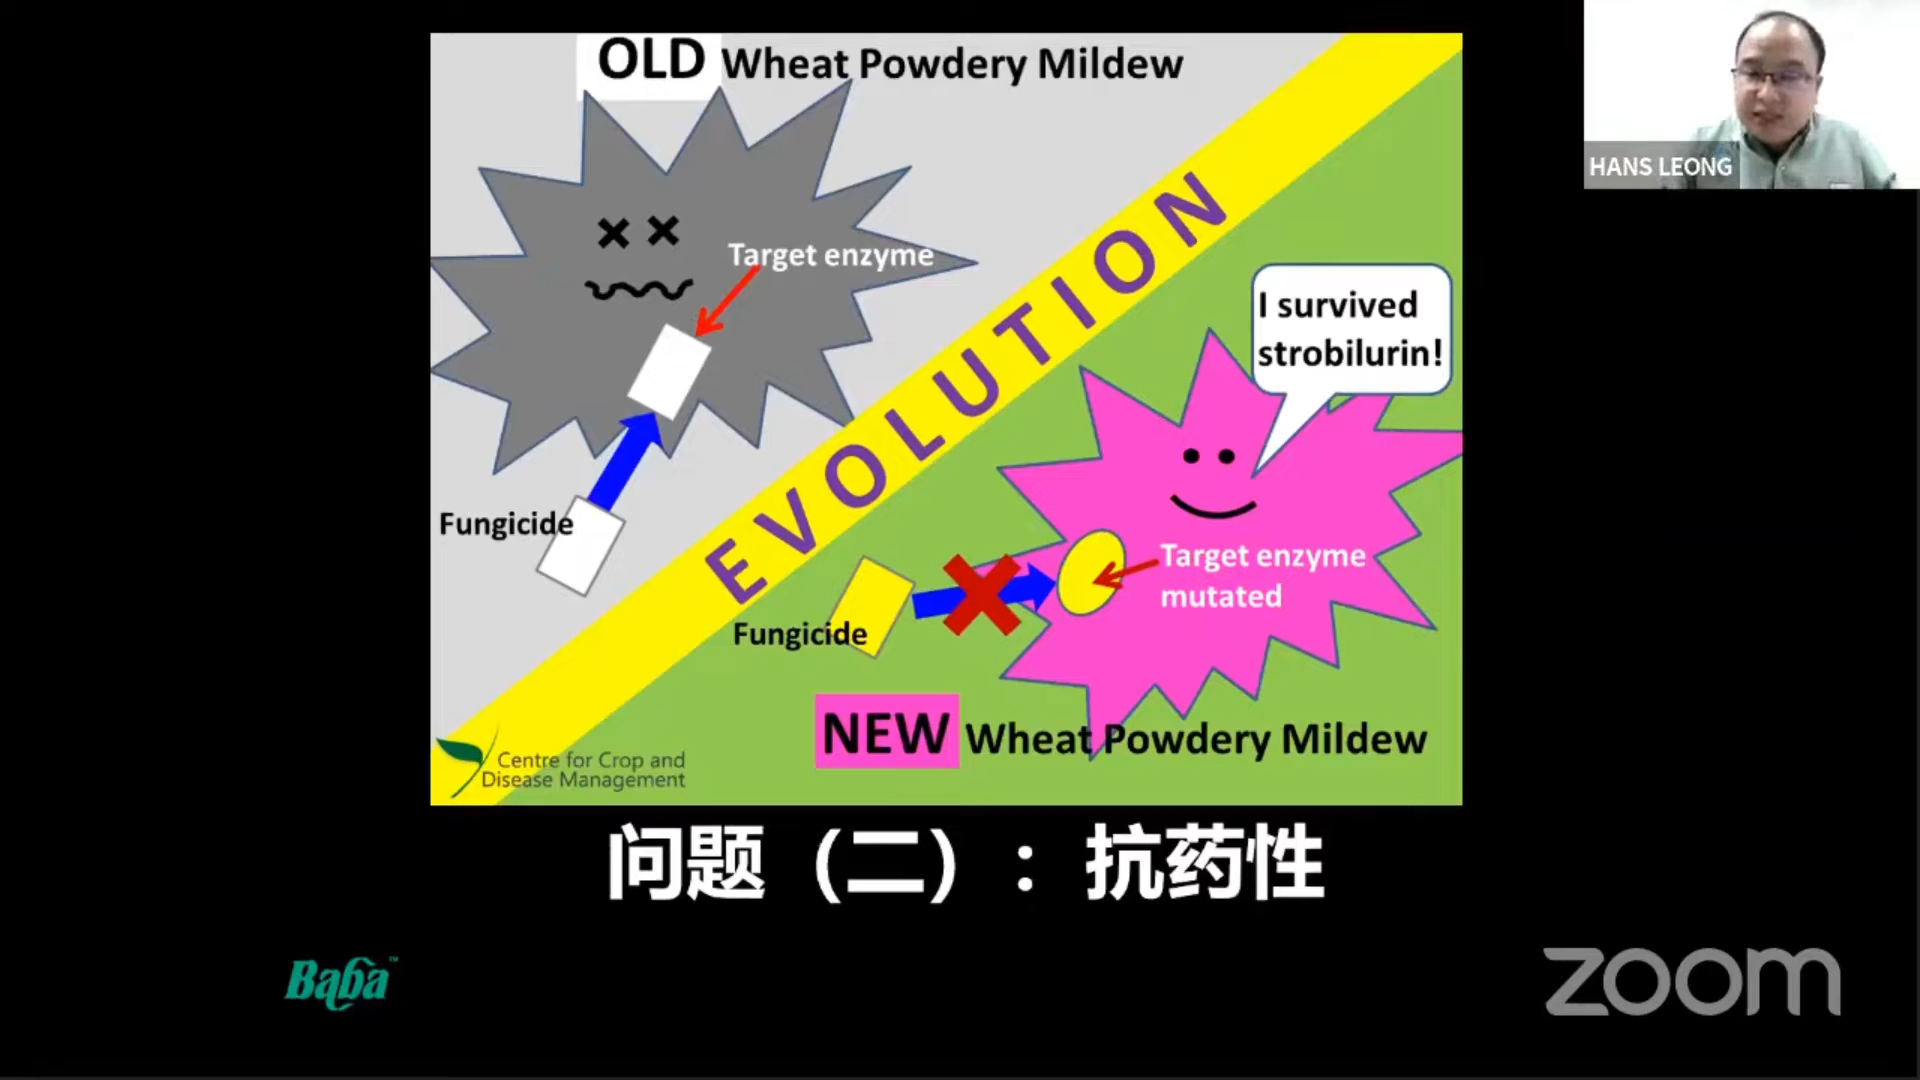 OLD Wheat Powdery Mildew
HANS LEONG
Target enzyme
Fungicide
EVOLUTION
I survived
strobilurin!
Target enzyme
mutated
Fungicide
NEW Wheat Powdery Mildew
Centre for Crop and
Disease Management
问题（二）：抗药性
Baba™
zoom